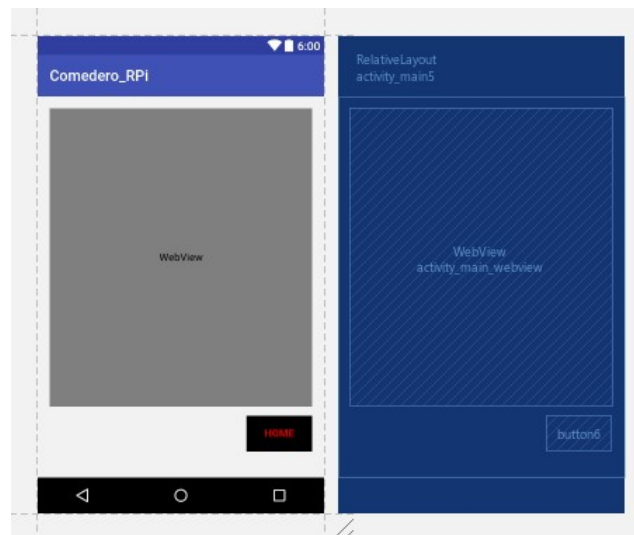 6:00
Comedero_RPi
WebView
HOME
RelativeLayout
activity_main5
WebView
activity_main_webview
button6